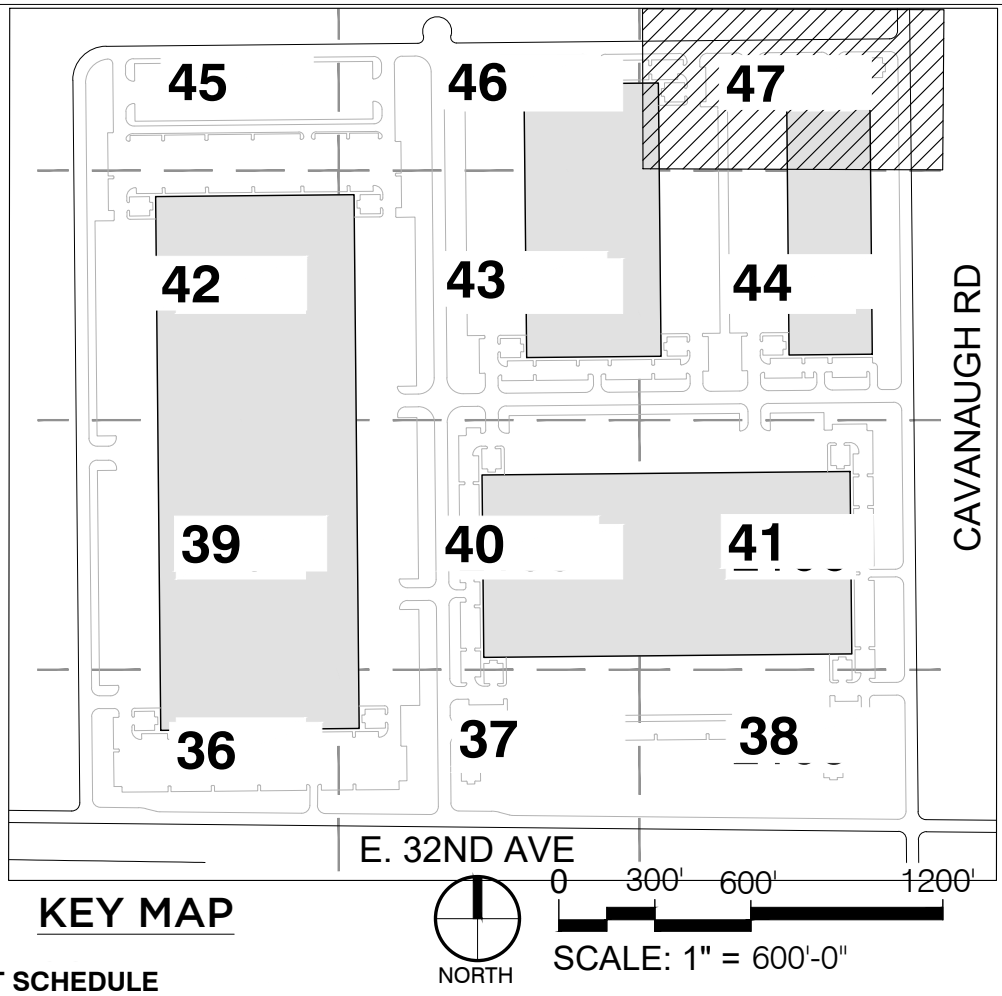 45 46 47
42 43 44
CAVANAUGH RD
39 40 41
36 37 38
E. 32ND AVE
KEY MAP
NORTH
0 300' 600' 1200'
SCALE: 1" = 600'-0"
SCHEDULE